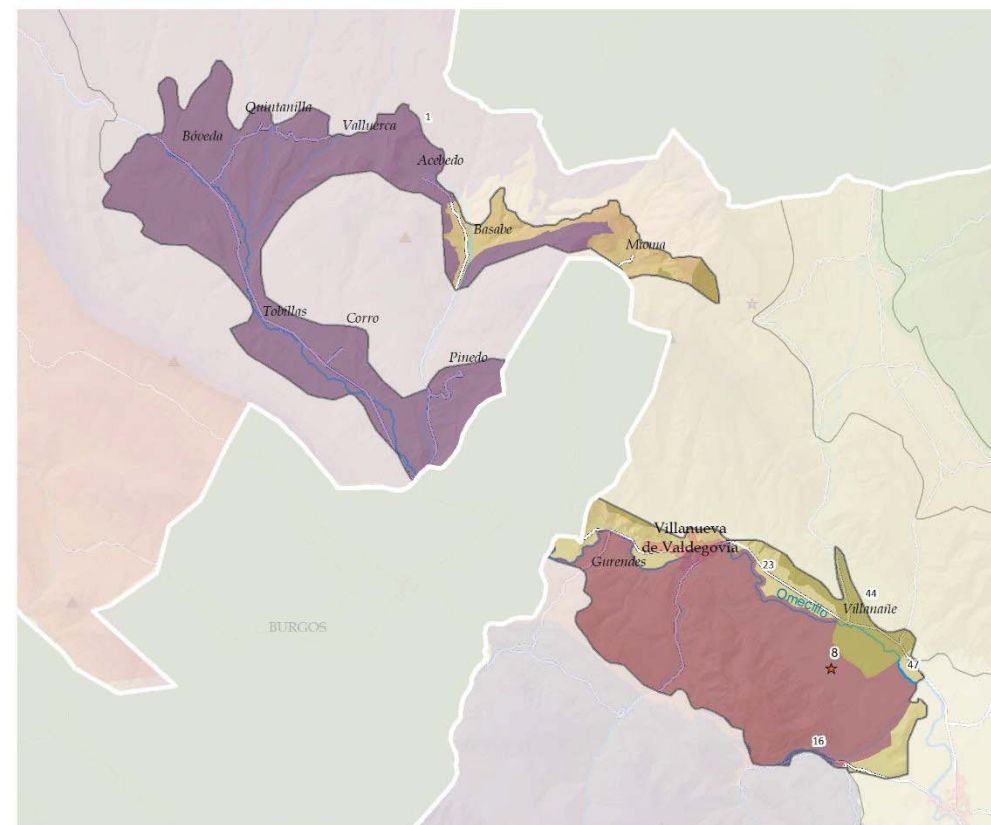 Quintanilla
1
Bóveda
Valluerca
Acebedo
Basabe
Mioma
Tobillas
Corro
Pinedo
Villanueva
de Valdegovía
Gurendes
23
44
Omecillo
Villanañe
BURGOS
8
47
16